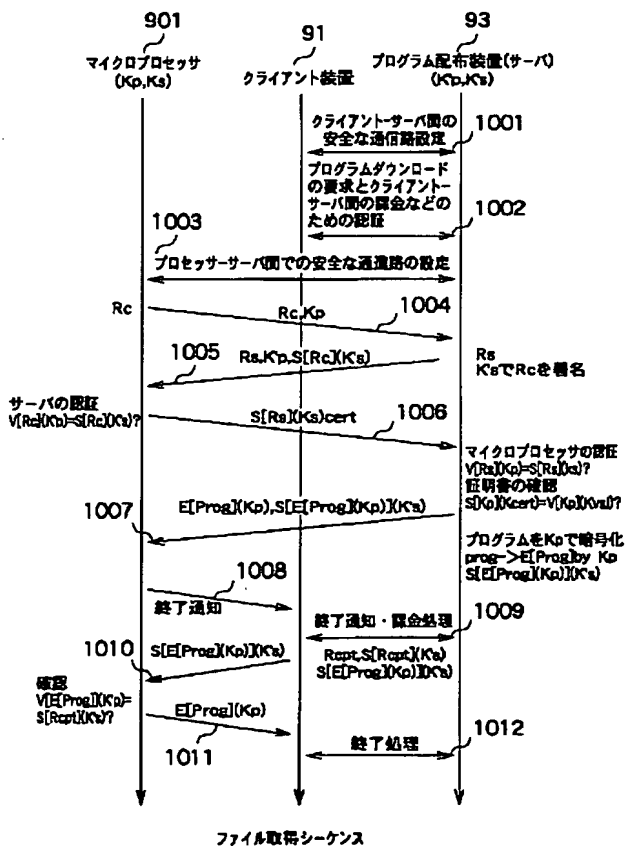 901
マイクロプロセッサ
(Kp,Ks)
91
クライアント装置
93
プログラム配布装置(サーバ)
(K'p,K's)
クライアント-サーバ間の
安全な通信路設定
1001
プログラムダウンロード
の要求とクライアント-
サーバ間の課金などの
ための認証
1002
1003
プロセッサーサーバ間での安全な通進路の設定
Rc
Rc,Kp
1004
1005
Rs,K'p,S[Rc](K's)
Rs
K'sでRcを署名
サーバの認証
V[Rc](K'p)=S[Rc](K's)?
S[Rs](Ks)cert
1006
マイクロプロセッサの認証
V[Rs](Kp)=S[Rs](ks)?
証明書の確認
S[Kp](Kcert)=V[Kp](Kvsl)?
1007
E[Prog](Kp),S[E[Prog](Kp)](K's)
プログラムをKpで暗号化
prog->E[Prog]by Kp
S[E[Prog](Kp)](K's)
1008
終了通知
終了通知・課金処理
1009
1010
S[E[Prog](Kp)](K's)
Rcpt,S[Rcpt](K's)
S[E[Prog](Kp)](K's)
確認
V[E[Prog]](K'p)=
S[Rcpt](K's)?
E[Prog](Kp)
1011
終了処理
1012
ファイル取得シーケンス